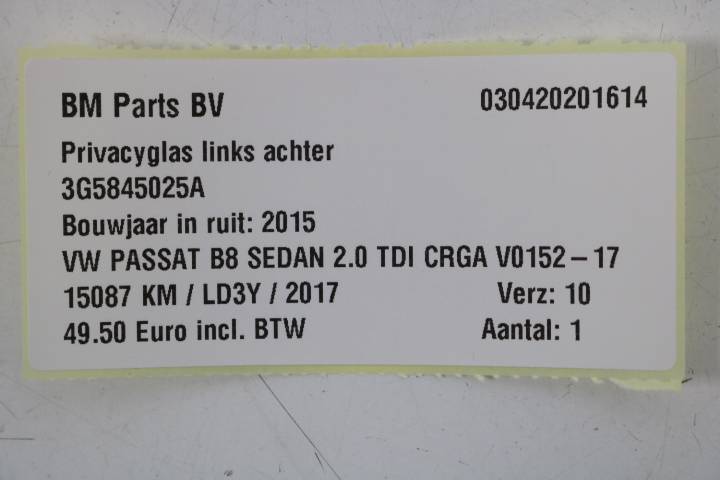 BM Parts BV 030420201614
Privacyglas links achter
3G5845025A
Bouwjaar in ruit: 2015
VW PASSAT B8 SEDAN 2.0 TDI CRGA V0152-17
15087 KM / LD3Y / 2017 Verz: 10
49.50 Euro incl. BTW Aantal: 1